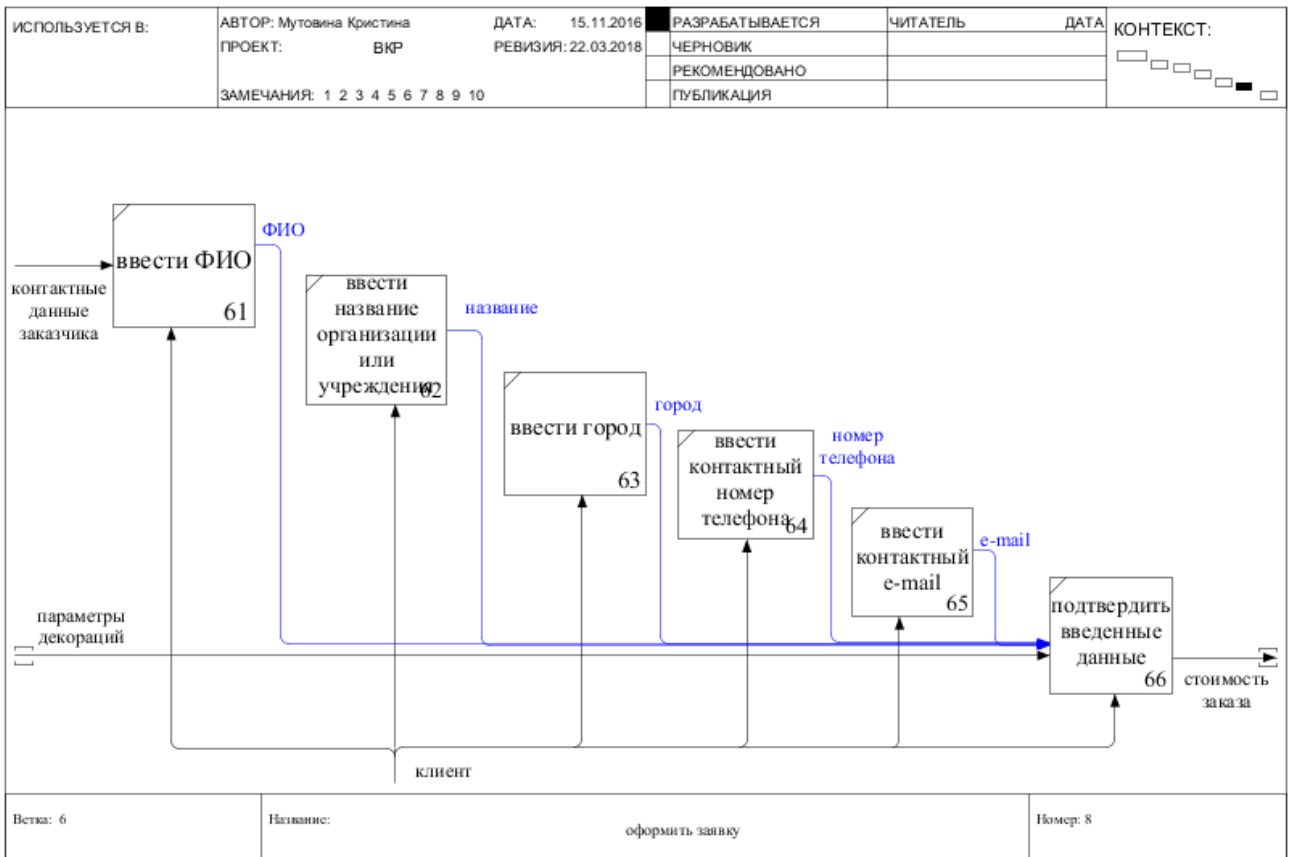 ИСПОЛЬЗУЕТСЯ В:
АВТОР: Мутовина Кристина
ДАТА: 15.11.2016
ПРОЕКТ: ВКР
РЕВИЗИЯ: 22.03.2018
ЗАМЕЧАНИЯ: 1 2 3 4 5 6 7 8 9 10
РАЗРАБАТЫВАЕТСЯ
ЧЕРНОВИК
РЕКОМЕНДОВАНО
ПУБЛИКАЦИЯ
ЧИТАТЕЛЬ
ДАТА
КОНТЕКСТ:
ввести ФИО
61
ФИО
контактные
данные
заказчика
ввести
название
организации
или
учреждения
62
название
ввести город
63
город
ввести
контактный
номер
телефона
64
номер
телефона
ввести
контактный
e-mail
65
e-mail
параметры
декораций
подтвердить
введенные
данные
66
стоимость
заказа
клиент
Ветка: 6
Название:
оформить заявку
Номер: 8